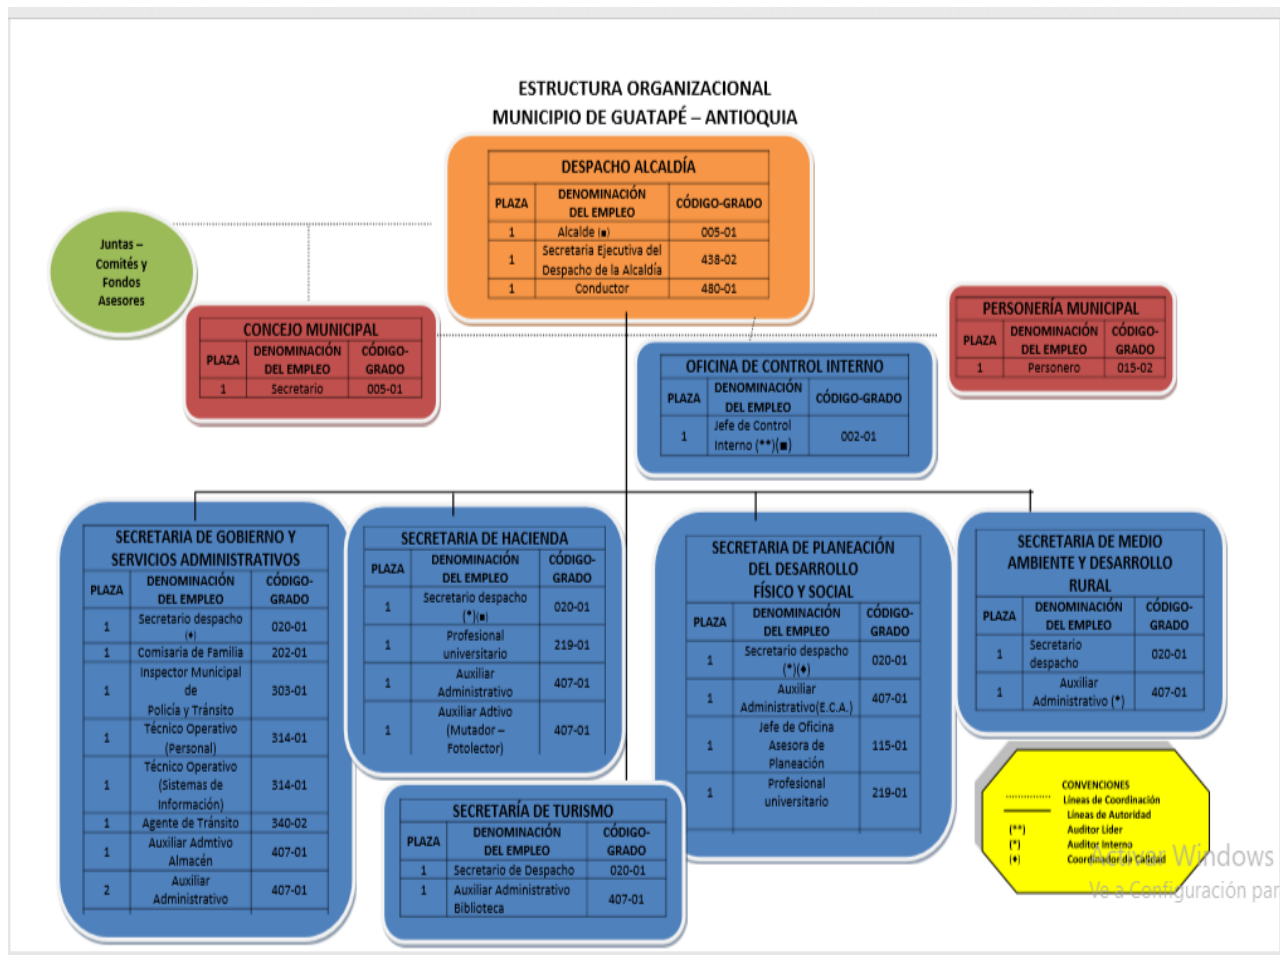 ESTRUCTURA ORGANIZACIONAL
MUNICIPIO DE GUATAPÉ – ANTIOQUIA
DESPACHO ALCALDÍA
PLAZA DENOMINACIÓN DEL EMPLEO CÓDIGO-GRADO
1 Alcalde (■) 005-01
1 Secretaria Ejecutiva del Despacho de la Alcaldía 438-02
1 Conductor 480-01
Juntas –
Comités y
Fondos
Asesores
CONCEJO MUNICIPAL
PLAZA DENOMINACIÓN DEL EMPLEO CÓDIGO-GRADO
1 Secretario 005-01
PERSONERÍA MUNICIPAL
PLAZA DENOMINACIÓN DEL EMPLEO CÓDIGO-GRADO
1 Personero 015-02
OFICINA DE CONTROL INTERNO
PLAZA DENOMINACIÓN DEL EMPLEO CÓDIGO-GRADO
1 Jefe de Control Interno (**)(■) 002-01
SECRETARIA DE GOBIERNO Y
SERVICIOS ADMINISTRATIVOS
PLAZA DENOMINACIÓN DEL EMPLEO CÓDIGO-GRADO
1 Secretario despacho (♦) 020-01
1 Comisaria de Familia 202-01
1 Inspector Municipal de Policía y Tránsito 303-01
1 Técnico Operativo (Personal) 314-01
1 Técnico Operativo (Sistemas de Información) 314-01
1 Agente de Tránsito 340-02
1 Auxiliar Admtivo Almacén 407-01
2 Auxiliar Administrativo 407-01
SECRETARIA DE HACIENDA
PLAZA DENOMINACIÓN DEL EMPLEO CÓDIGO-GRADO
1 Secretario despacho (*)(■) 020-01
1 Profesional universitario 219-01
1 Auxiliar Administrativo 407-01
1 Auxiliar Adtivo (Mutador – Fotolector) 407-01
SECRETARÍA DE TURISMO
PLAZA DENOMINACIÓN DEL EMPLEO CÓDIGO-GRADO
1 Secretario de Despacho 020-01
1 Auxiliar Administrativo Biblioteca 407-01
SECRETARIA DE PLANEACIÓN
DEL DESARROLLO
FÍSICO Y SOCIAL
PLAZA DENOMINACIÓN DEL EMPLEO CÓDIGO-GRADO
1 Secretario despacho (*)(♦) 020-01
1 Auxiliar Administrativo(E.C.A.) 407-01
1 Jefe de Oficina Asesora de Planeación 115-01
1 Profesional universitario 219-01
SECRETARIA DE MEDIO
AMBIENTE Y DESARROLLO
RURAL
PLAZA DENOMINACIÓN DEL EMPLEO CÓDIGO-GRADO
1 Secretario despacho 020-01
1 Auxiliar Administrativo (*) 407-01
CONVENCIONES
Líneas de Coordinación
Líneas de Autoridad
(**) Auditor Líder
(*) Auditor Interno
(♦) Coordinador de Calidad
Activar Windows
Ve a Configuración par